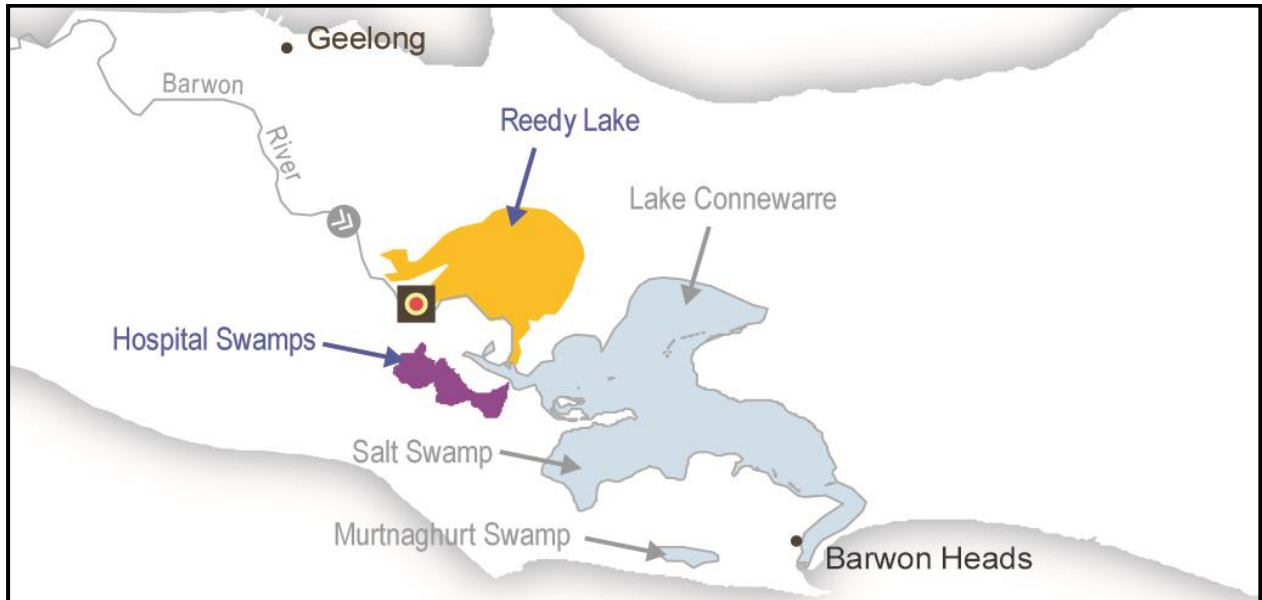 Geelong
Barwon
River
Reedy Lake
Lake Connewarre
Hospital Swamps
Salt Swamp
Murtnaghurt Swamp
Barwon Heads